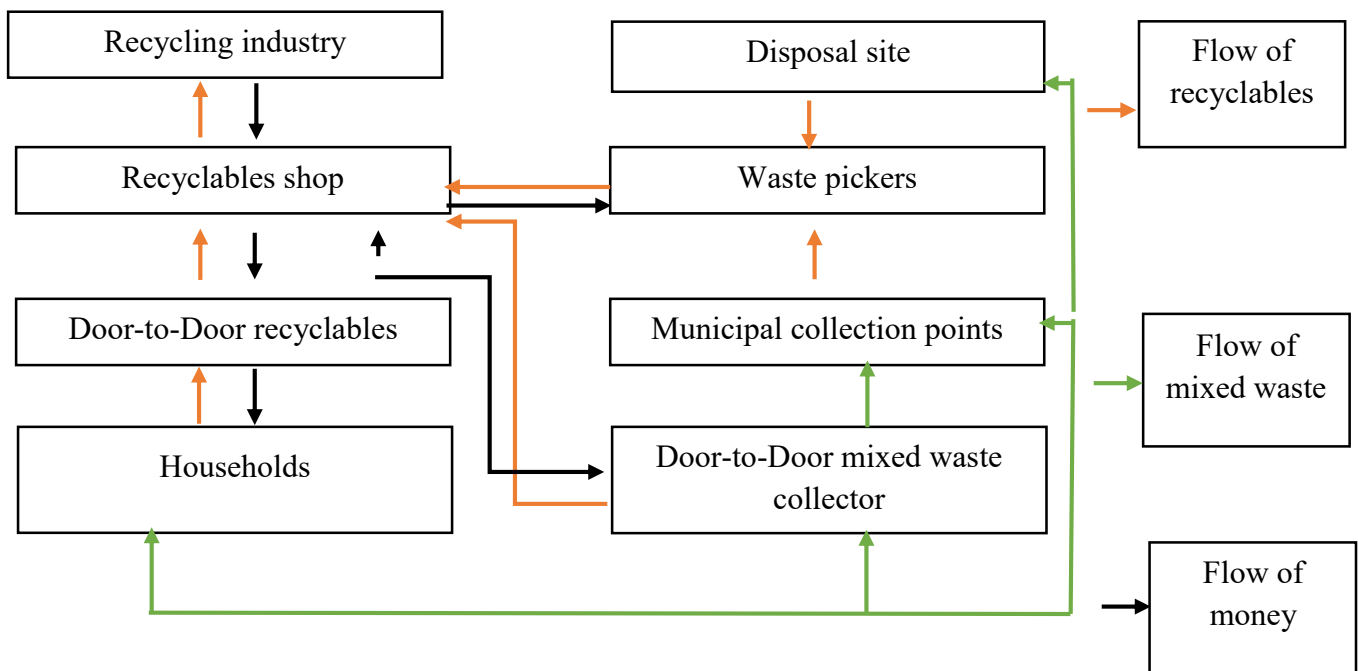 Recycling industry
Disposal site
Flow of
recyclables
Recyclables shop
Waste pickers
Door-to-Door recyclables
Municipal collection points
Flow of
mixed waste
Households
Door-to-Door mixed waste
collector
Flow of
money